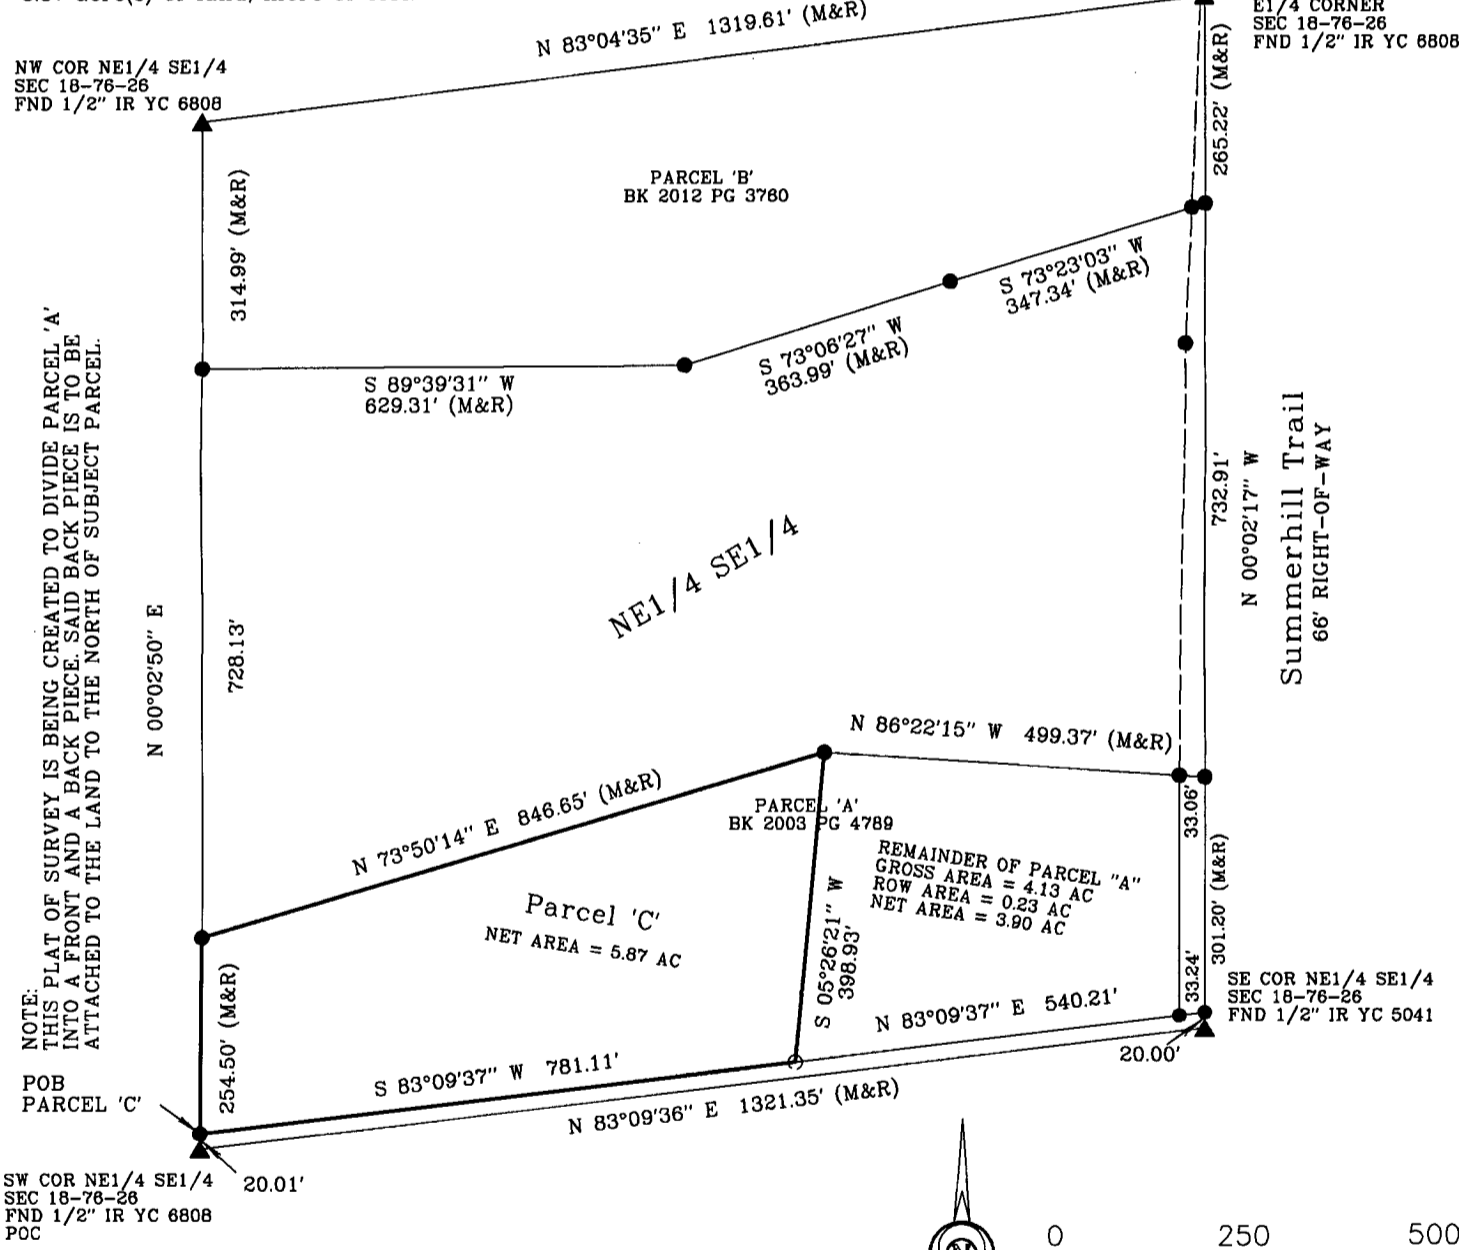 N 83°04'35" E 1319.61' (M&R)
E1/4 CORNER
SEC 18-76-26
FND 1/2" IR YC 6808
NW COR NE1/4 SE1/4
SEC 18-76-26
FND 1/2" IR YC 6808
265.22' (M&R)
PARCEL 'B'
BK 2012 PG 3760
314.99' (M&R)
S 73°23'03" W
347.34' (M&R)
S 73°06'27" W
363.99' (M&R)
S 89°39'31" W
629.31' (M&R)
NOTE:
THIS PLAT OF SURVEY IS BEING CREATED TO DIVIDE PARCEL 'A'
INTO A FRONT AND A BACK PIECE. SAID BACK PIECE IS TO BE
ATTACHED TO THE LAND TO THE NORTH OF SUBJECT PARCEL.
N 00°02'50" E
728.13'
NE1/4 SE1/4
732.91'
N 00°02'17" W
Summerhill Trail
66' RIGHT-OF-WAY
N 86°22'15" W 499.37' (M&R)
N 73°50'14" E 846.65' (M&R)
PARCEL 'A'
BK 2003 PG 4789
33.06'
REMAINDER OF PARCEL "A"
GROSS AREA = 4.13 AC
ROW AREA = 0.23 AC
NET AREA = 3.90 AC
Parcel 'C'
NET AREA = 5.87 AC
S 05°26'21" W
398.93'
301.20' (M&R)
33.24'
SE COR NE1/4 SE1/4
SEC 18-76-26
FND 1/2" IR YC 5041
N 83°09'37" E 540.21'
20.00'
254.50' (M&R)
S 83°09'37" W 781.11'
N 83°09'36" E 1321.35' (M&R)
POB
PARCEL 'C'
20.01'
SW COR NE1/4 SE1/4
SEC 18-76-26
FND 1/2" IR YC 6808
POC
N
0 250 500